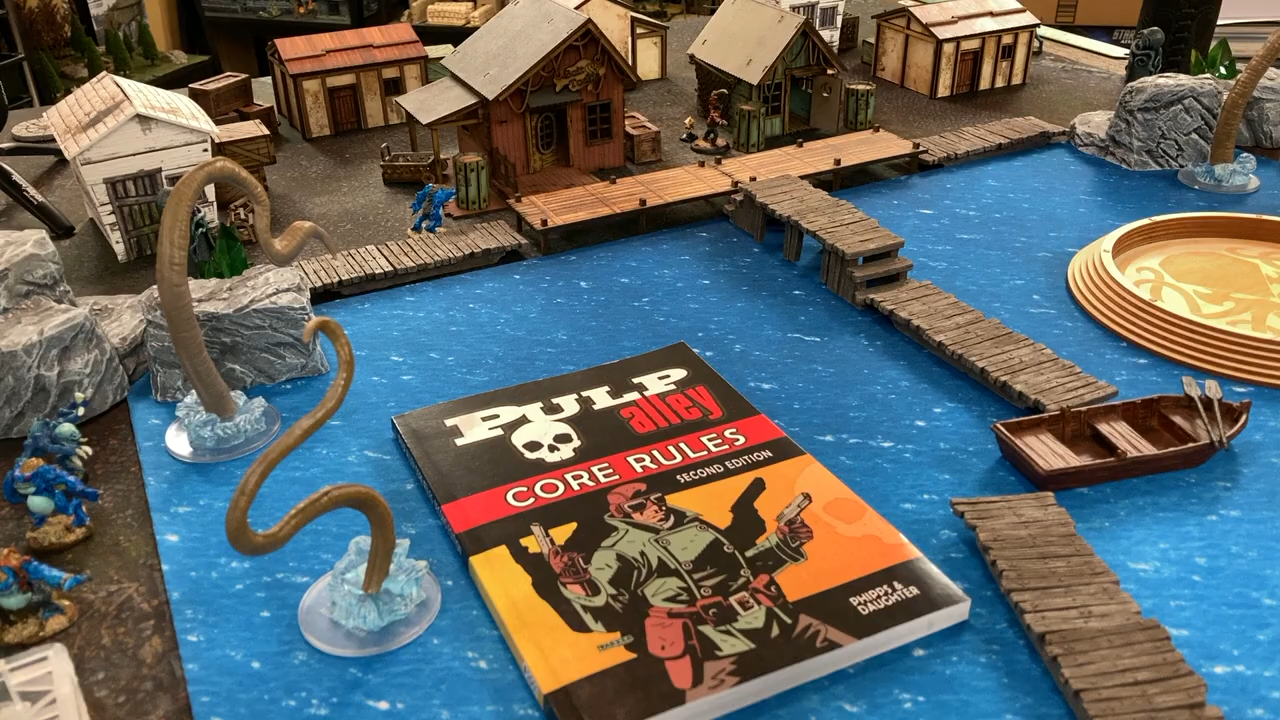 PULP
alley
CORE RULES
SECOND EDITION
PHIPPS &
DAUGHTER